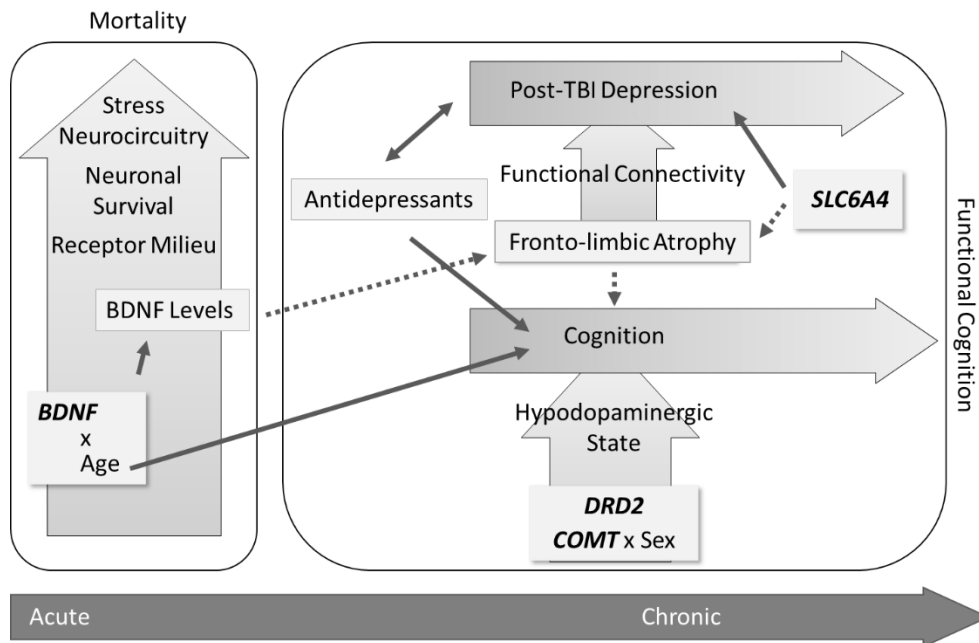 Mortality
Stress
Neurocircuitry
Neuronal
Survival
Receptor Milieu
BDNF Levels
BDNF
x
Age
Post-TBI Depression
Functional Connectivity
Antidepressants
SLC6A4
Fronto-limbic Atrophy
Cognition
Hypodopaminergic
State
DRD2
COMT x Sex
Functional Cognition
Acute
Chronic